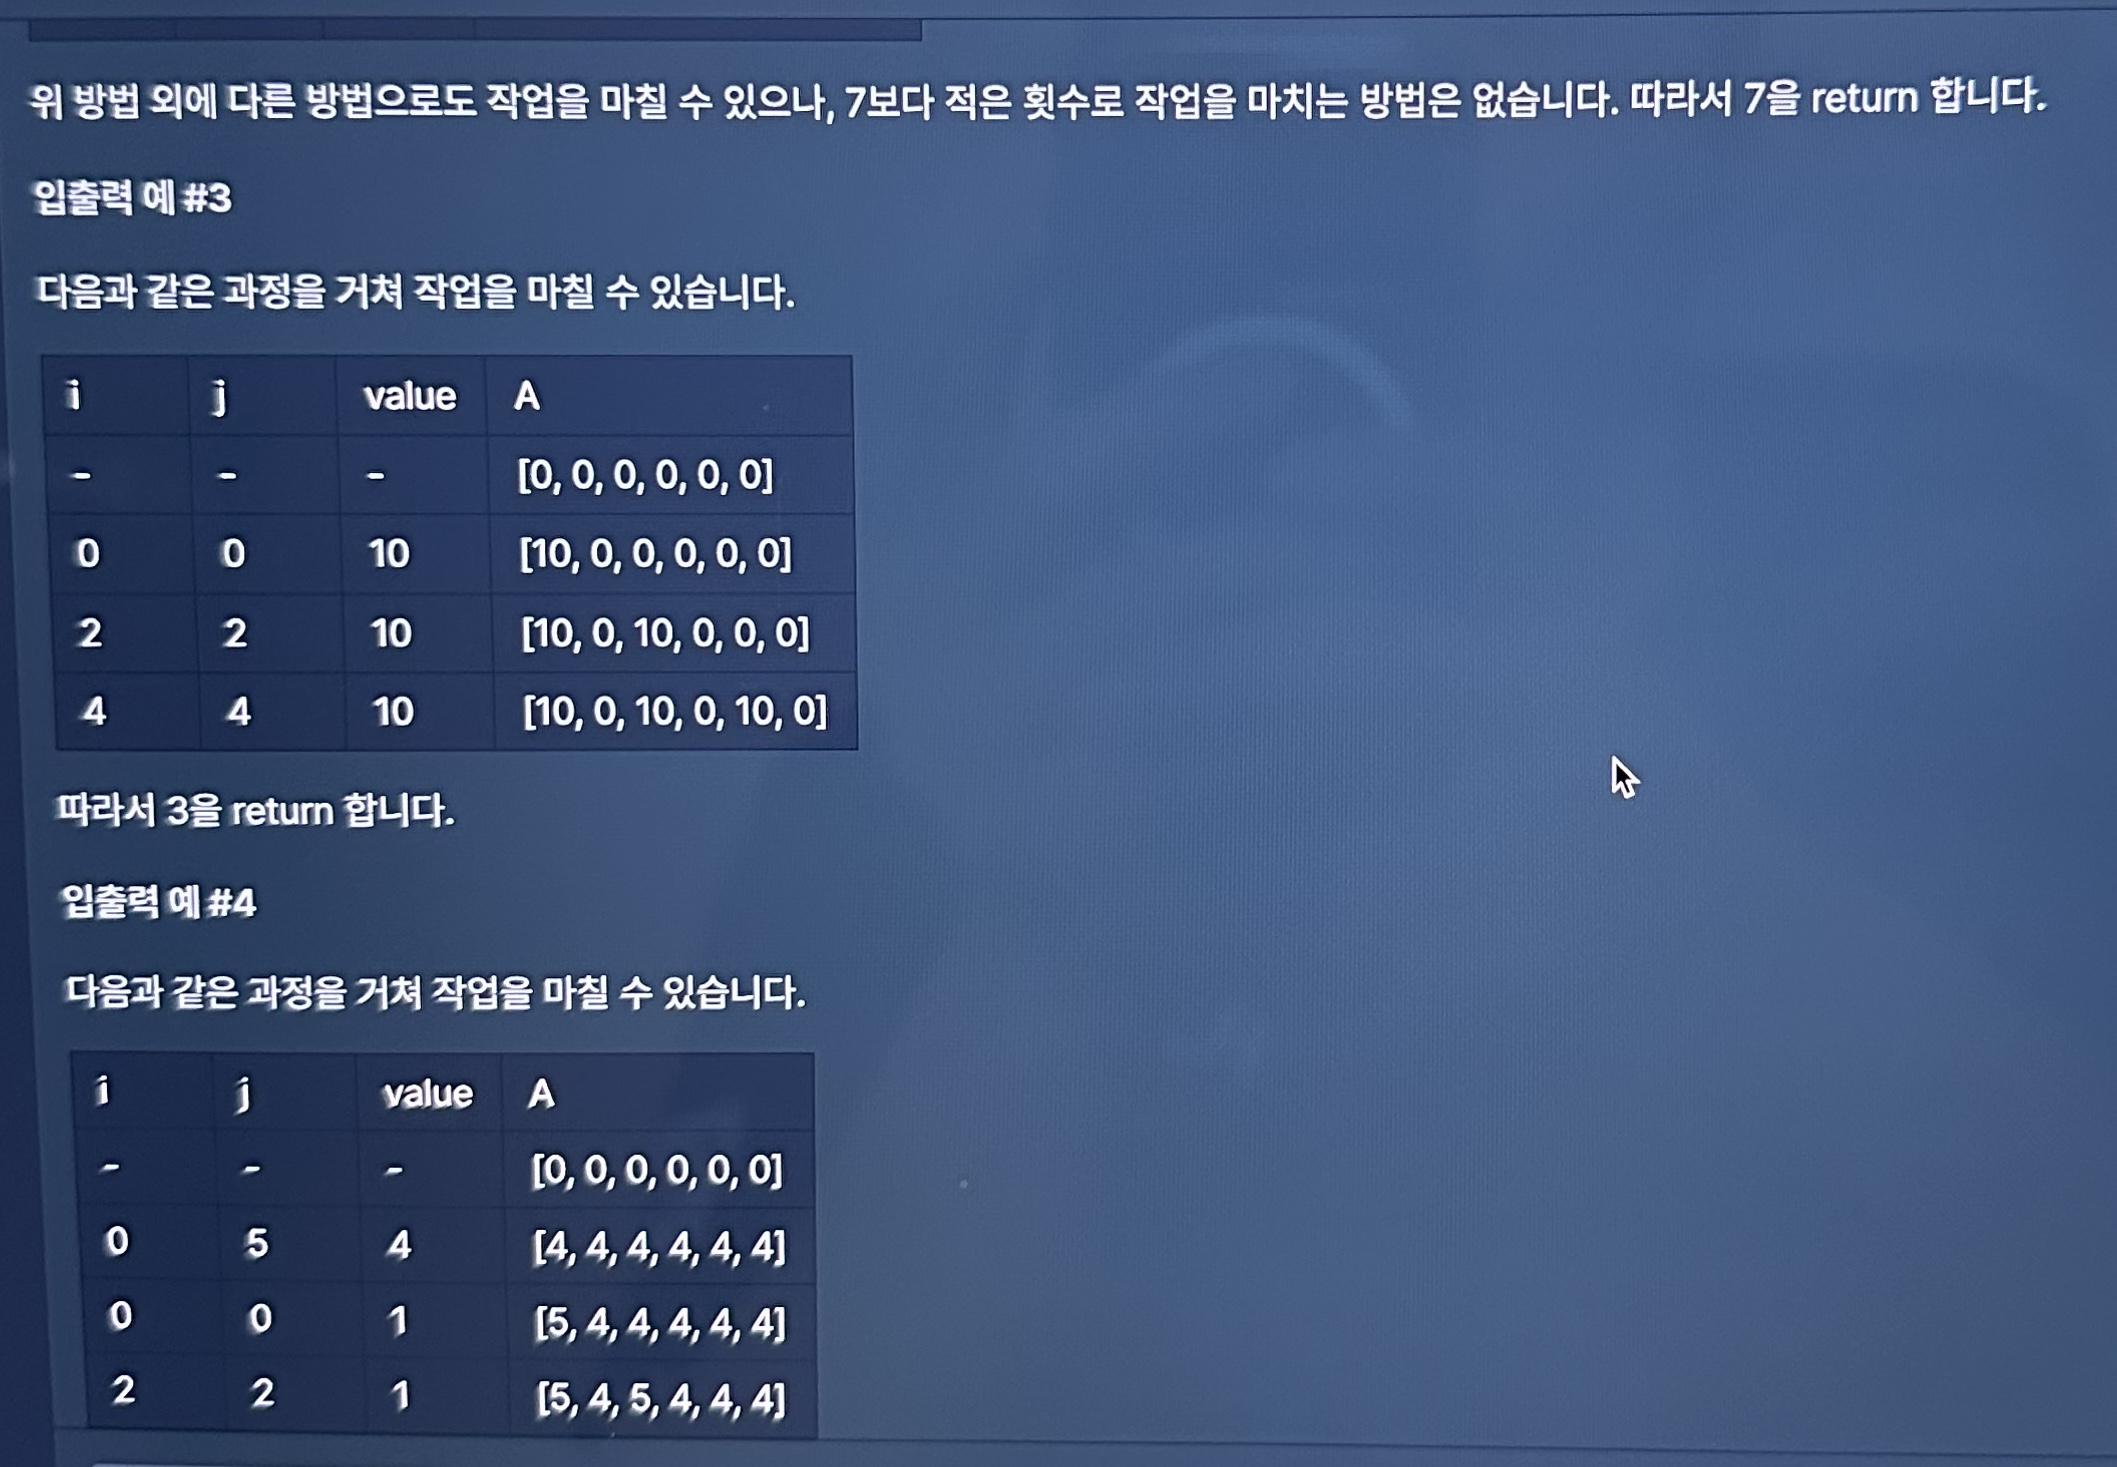 위 방법 외에 다른 방법으로도 작업을 마칠 수 있으나, 7보다 적은 횟수로 작업을 마치는 방법은 없습니다. 따라서 7을 return 합니다.
입출력 예 #3
다음과 같은 과정을 거쳐 작업을 마칠 수 있습니다.
i j value A
- - - [0, 0, 0, 0, 0, 0]
0 0 10 [10, 0, 0, 0, 0, 0]
2 2 10 [10, 0, 10, 0, 0, 0]
4 4 10 [10, 0, 10, 0, 10, 0]
따라서 3을 return 합니다.
입출력 예 #4
다음과 같은 과정을 거쳐 작업을 마칠 수 있습니다.
i j value A
- - - [0, 0, 0, 0, 0, 0]
0 5 4 [4, 4, 4, 4, 4, 4]
0 0 1 [5, 4, 4, 4, 4, 4]
2 2 1 [5, 4, 5, 4, 4, 4]